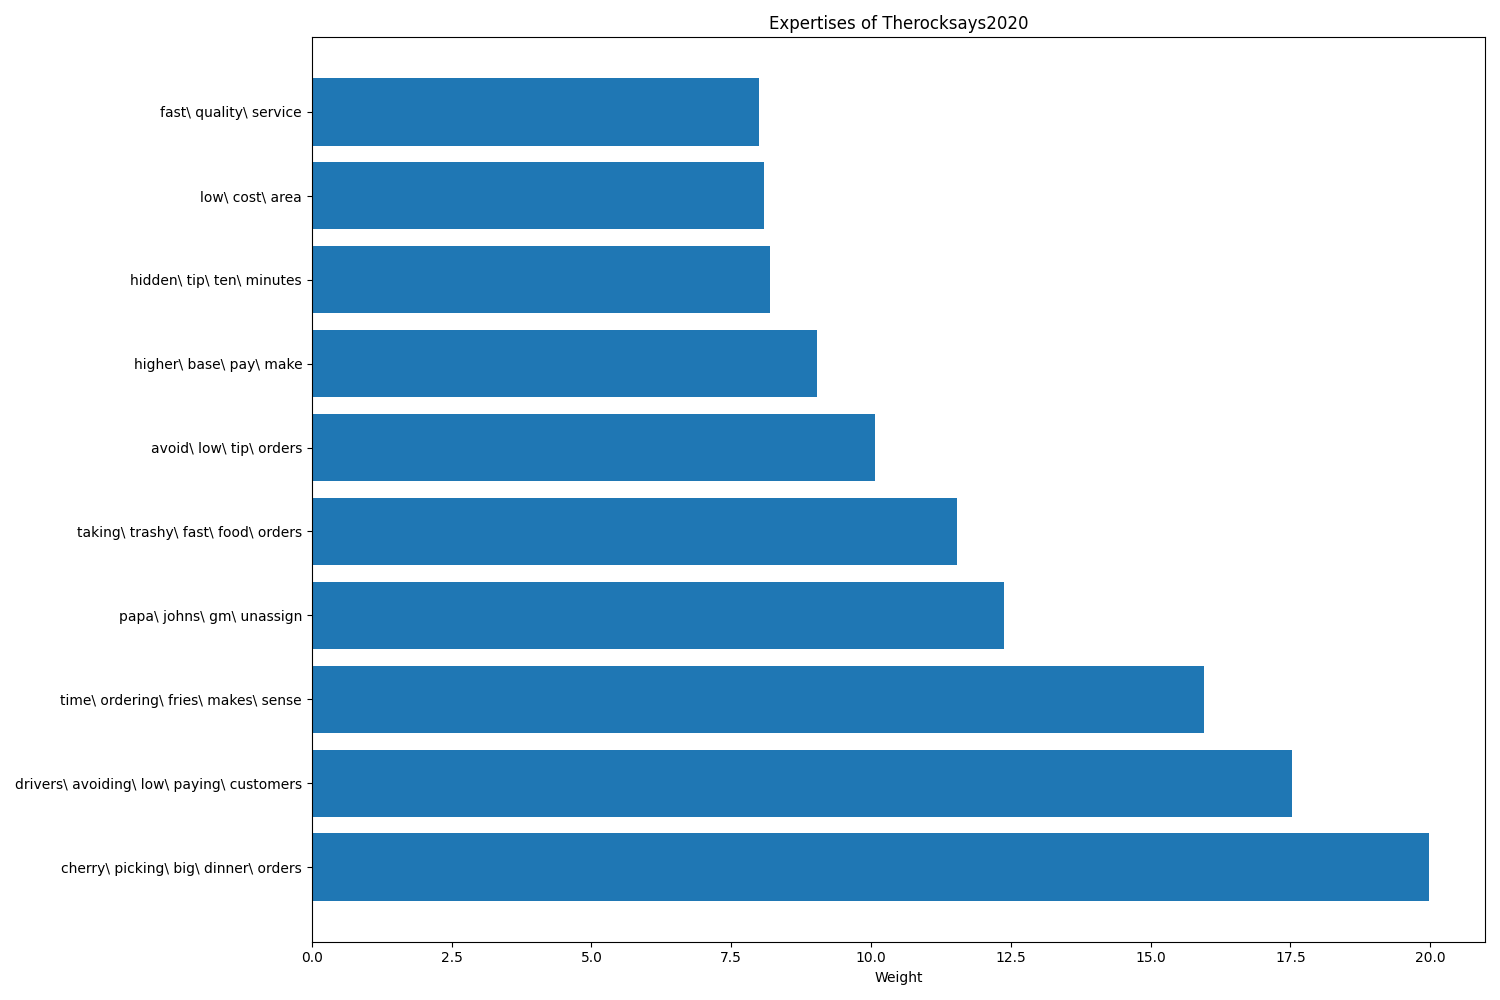 Expertises of Therocksays2020
fast\ quality\ service
low\ cost\ area
hidden\ tip\ ten\ minutes
higher\ base\ pay\ make
avoid\ low\ tip\ orders
taking\ trashy\ fast\ food\ orders
papa\ johns\ gm\ unassign
time\ ordering\ fries\ makes\ sense
drivers\ avoiding\ low\ paying\ customers
cherry\ picking\ big\ dinner\ orders
0.0 2.5 5.0 7.5 10.0 12.5 15.0 17.5 20.0
Weight